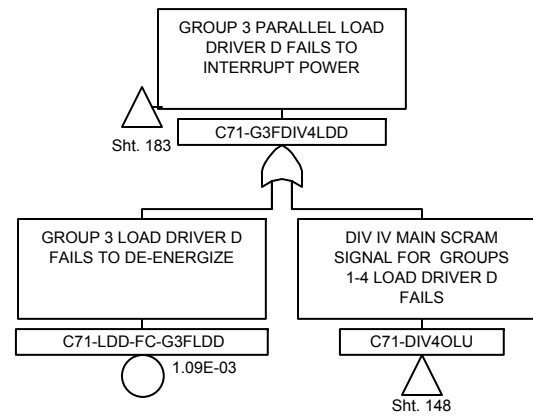 GROUP 3 PARALLEL LOAD
DRIVER D FAILS TO
INTERRUPT POWER
C71-G3FDIV4LDD
Sht. 183
GROUP 3 LOAD DRIVER D
FAILS TO DE-ENERGIZE
C71-LDD-FC-G3FLDD
1.09E-03
DIV IV MAIN SCRAM
SIGNAL FOR GROUPS
1-4 LOAD DRIVER D
FAILS
C71-DIV4OLU
Sht. 148